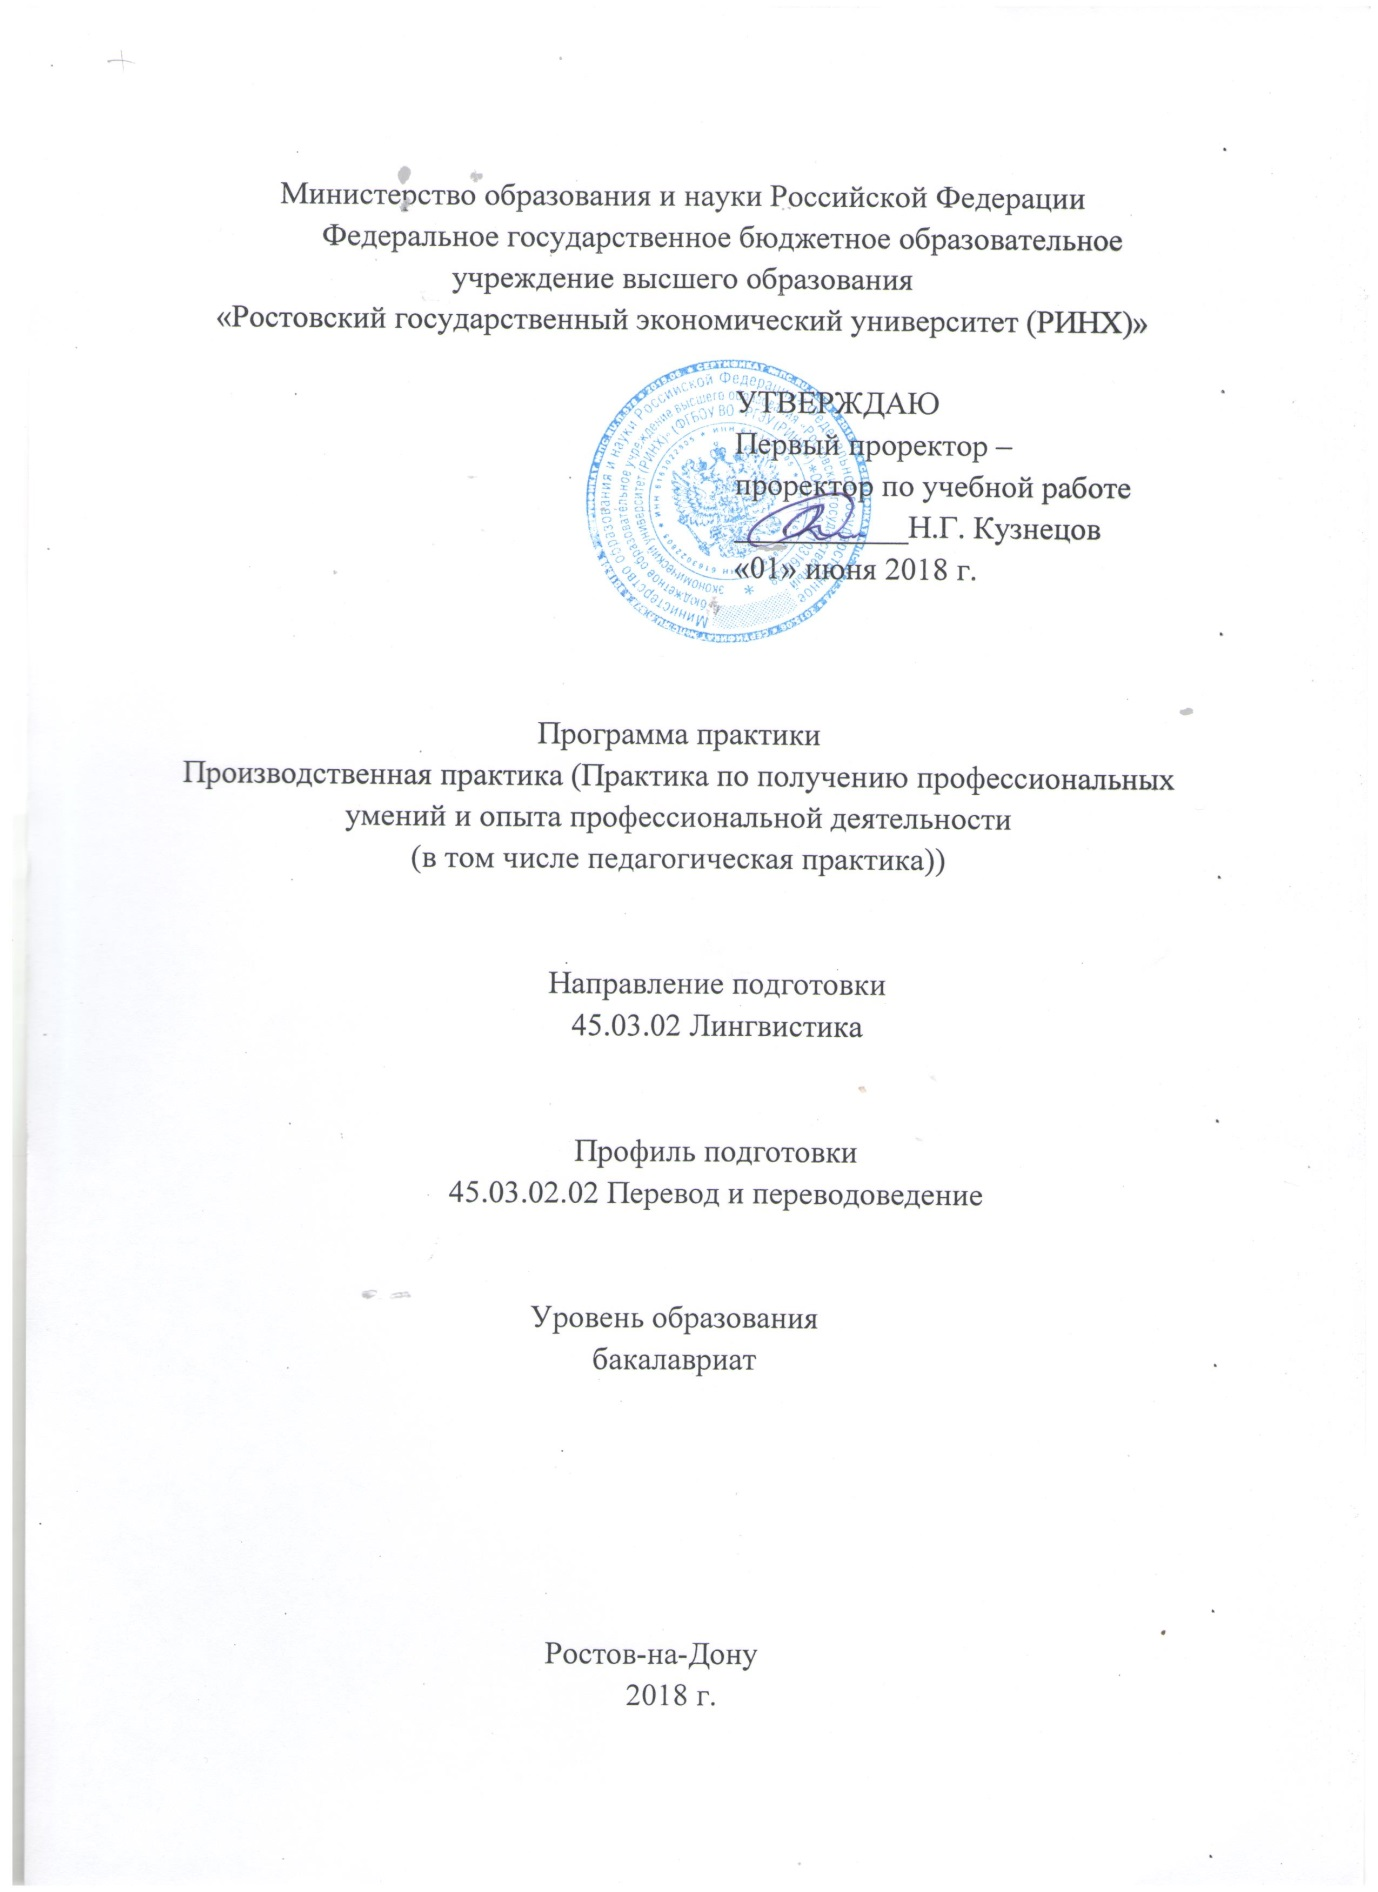 Министерство образования и науки Российской Федерации
Федеральное государственное бюджетное образовательное
учреждение высшего образования
«Ростовский государственный экономический университет (РИНХ)»
УТВЕРЖДАЮ
Первый проректор –
проректор по учебной работе
Н.Г. Кузнецов
«01» июня 2018 г.
Программа практики
Производственная практика (Практика по получению профессиональных
умений и опыта профессиональной деятельности
(в том числе педагогическая практика))
Направление подготовки
45.03.02 Лингвистика
Профиль подготовки
45.03.02.02 Перевод и переводоведение
Уровень образования
бакалавриат
Ростов-на-Дону
2018 г.